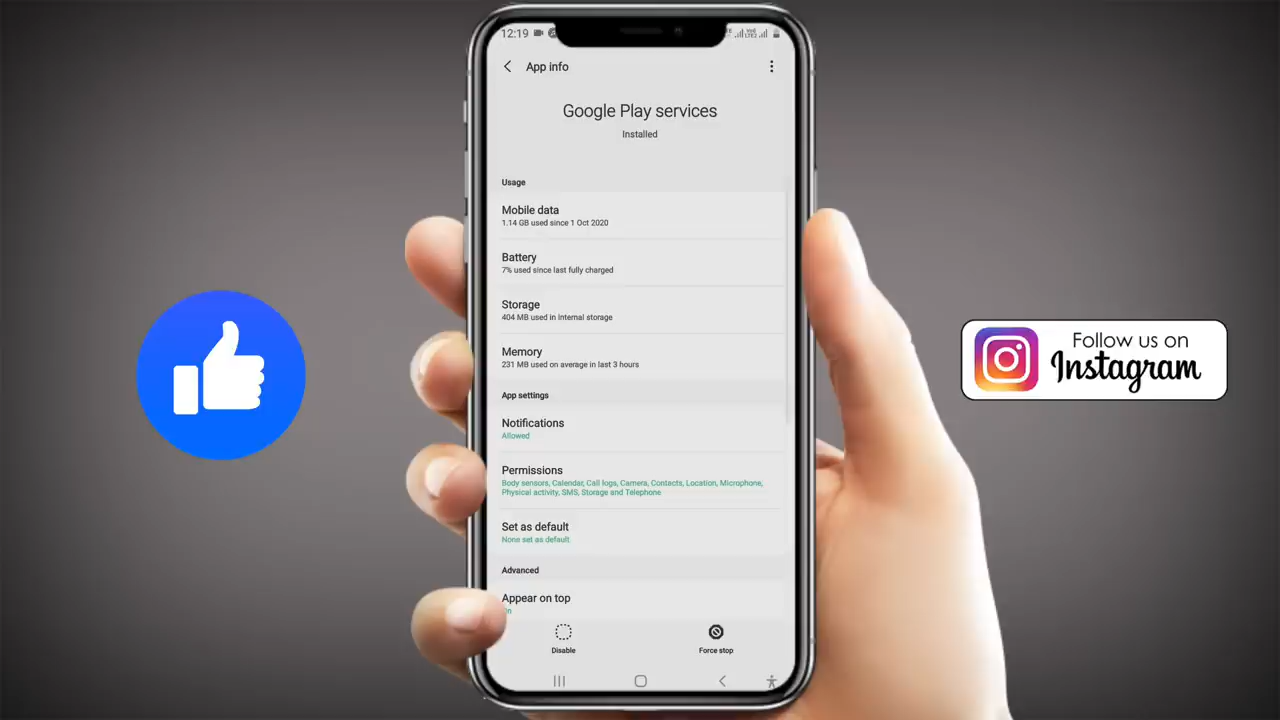 12:19
App info
Google Play services
Installed
Usage
Mobile data
1.14 GB used since 1 Oct 2020
Battery
7% used since last fully charged
Storage
404 MB used in internal storage
Memory
231 MB used on average in last 3 hours
App settings
Notifications
Allowed
Permissions
Body sensors, Calendar, Call logs, Camera, Contacts, Location, Microphone,
Physical activity, SMS, Storage and Telephone
Set as default
None set as default
Advanced
Appear on top
Disable
Force stop
Follow us on
Instagram